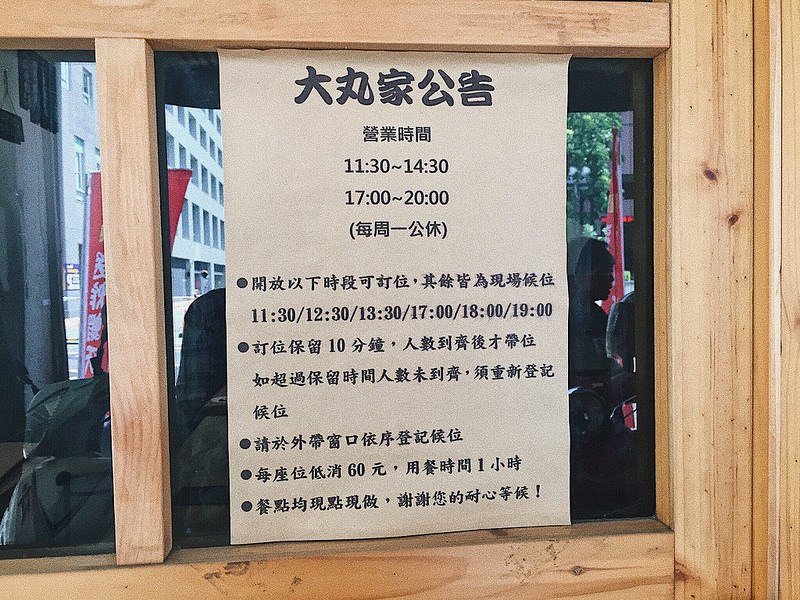 大丸家公告
營業時間
11:30~14:30
17:00~20:00
(每周一公休)
●開放以下時段可訂位，其餘皆為現場候位
11:30/12:30/13:30/17:00/18:00/19:00
●訂位保留 10 分鐘，人數到齊後才帶位
如超過保留時間人數未到齊，須重新登記
候位
●請於外帶窗口依序登記候位
●每座位低消 60 元，用餐時間 1 小時
●餐點均現點現做，謝謝您的耐心等候！